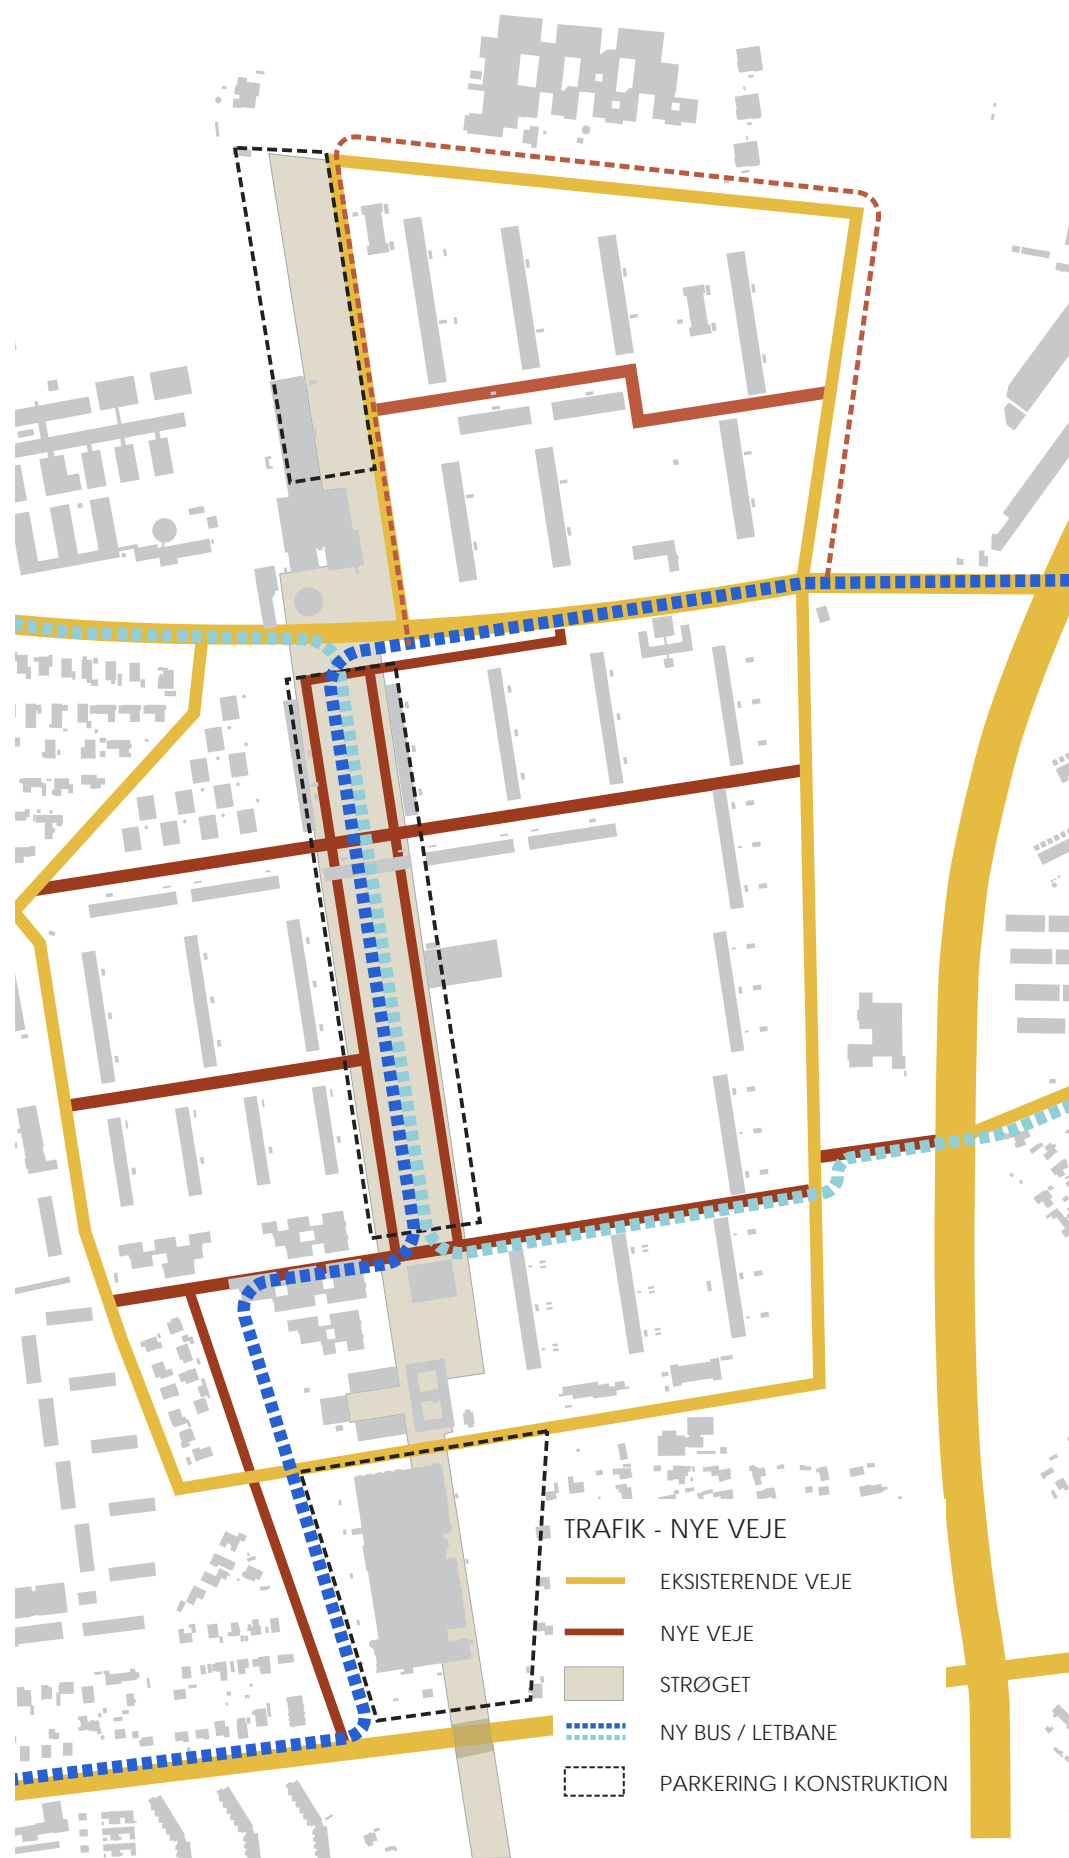 TRAFIK - NYE VEJE
EKSISTERENDE VEJE
NYE VEJE
STRØGET
NY BUS / LETBANE
PARKERING I KONSTRUKTION